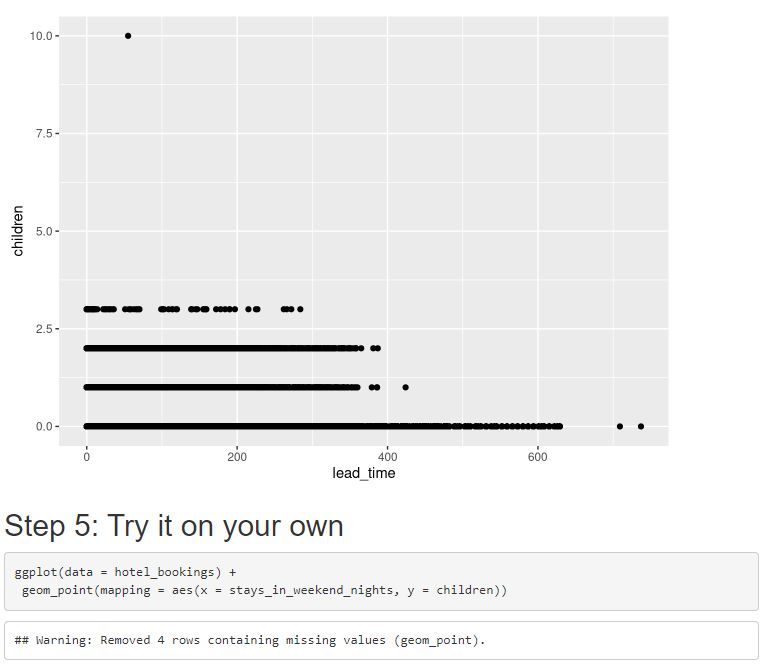 10.0
7.5
5.0
2.5
0.0
children
0 200 400 600
lead_time
Step 5: Try it on your own
ggplot(data = hotel_bookings) +
 geom_point(mapping = aes(x = stays_in_weekend_nights, y = children))
## Warning: Removed 4 rows containing missing values (geom_point).